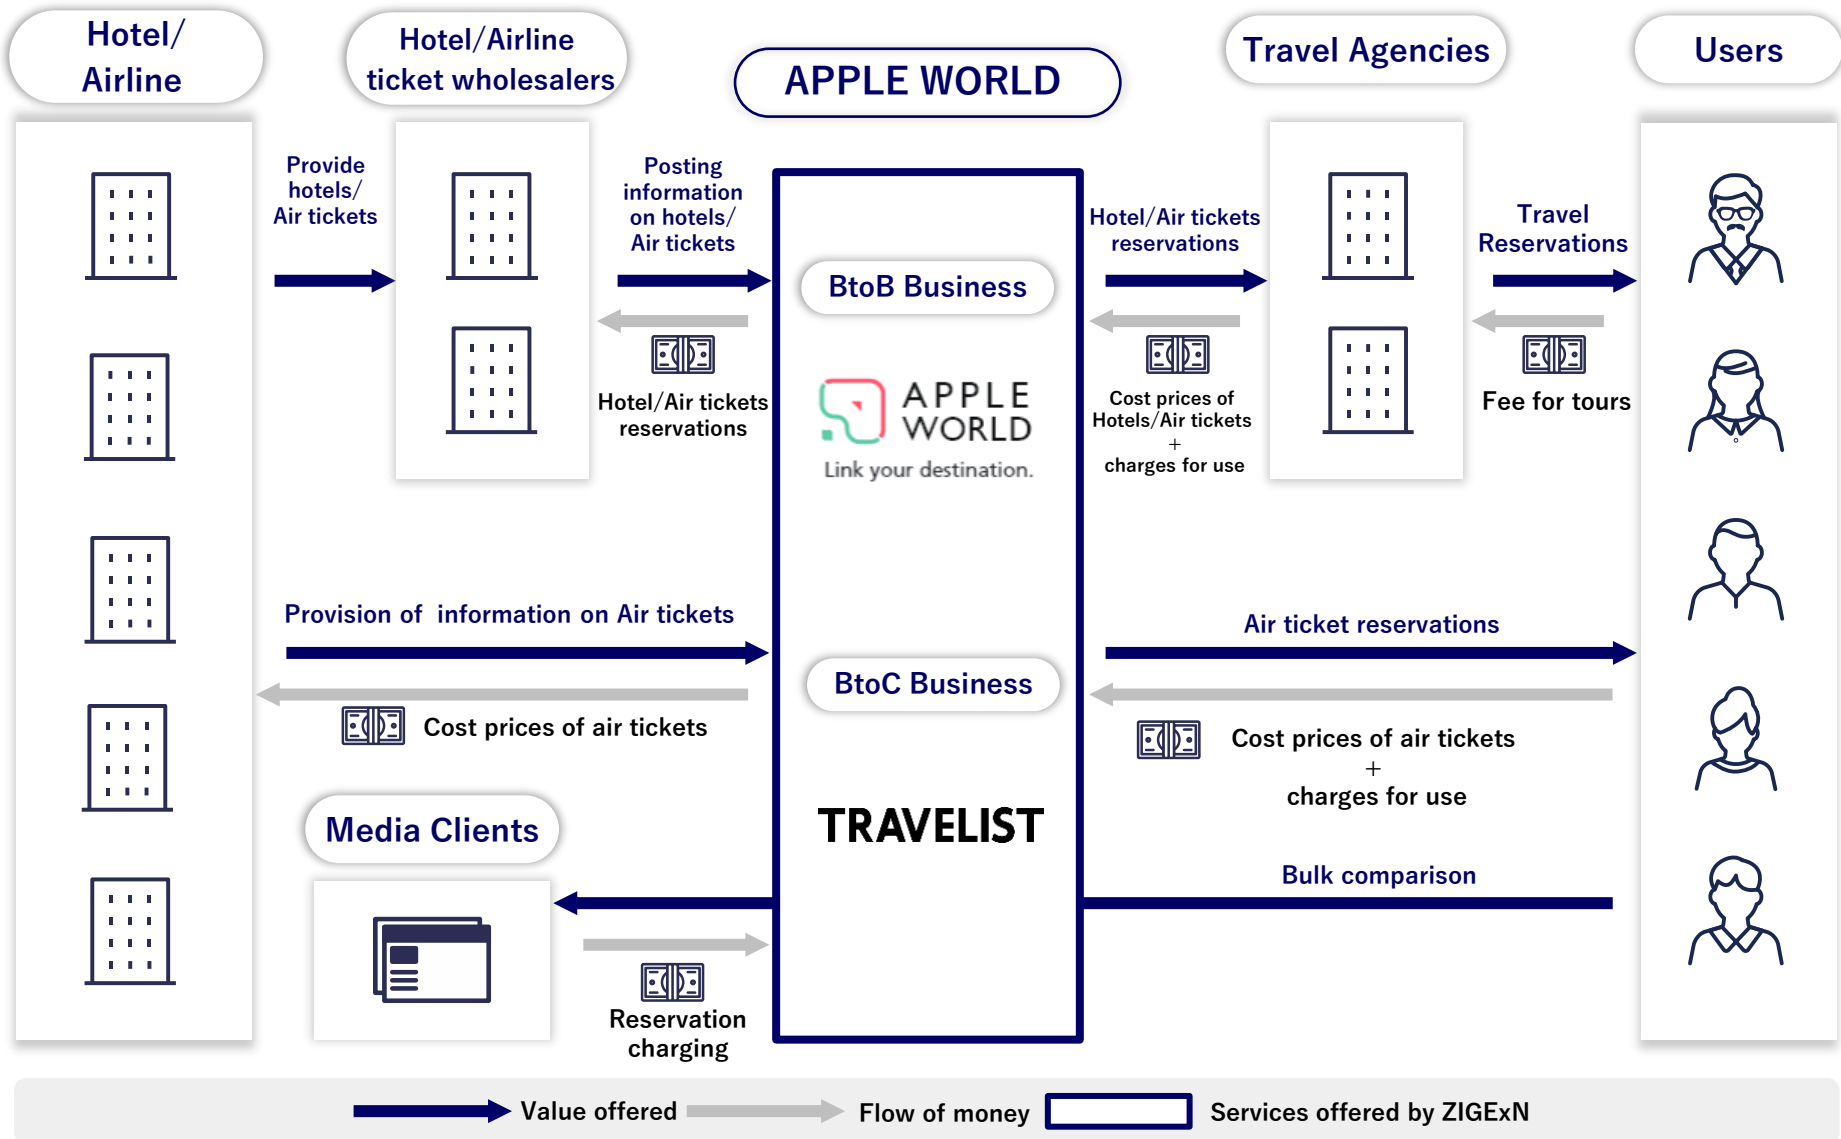 Hotel/
Airline
Hotel/Airline
ticket wholesalers
APPLE WORLD
Travel Agencies
Users
Provide
hotels/
Air tickets
Posting
information
on hotels/
Air tickets
Hotel/Air tickets
reservations
Travel
Reservations
BtoB Business
Hotel/Air tickets
reservations
APPLE
WORLD
Link your destination.
Cost prices of
Hotels/Air tickets
+
charges for use
Fee for tours
Provision of information on Air tickets
Air ticket reservations
BtoC Business
Cost prices of air tickets
Cost prices of air tickets
+
charges for use
Media Clients
TRAVELIST
Bulk comparison
Reservation
charging
Value offered
Flow of money
Services offered by ZIGExN